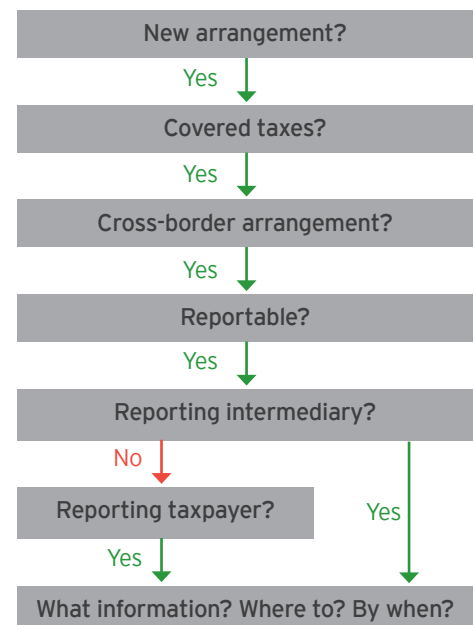 New arrangement?
Yes
Covered taxes?
Yes
Cross-border arrangement?
Yes
Reportable?
Yes
Reporting intermediary?
No
Reporting taxpayer?
Yes
Yes
What information? Where to? By when?